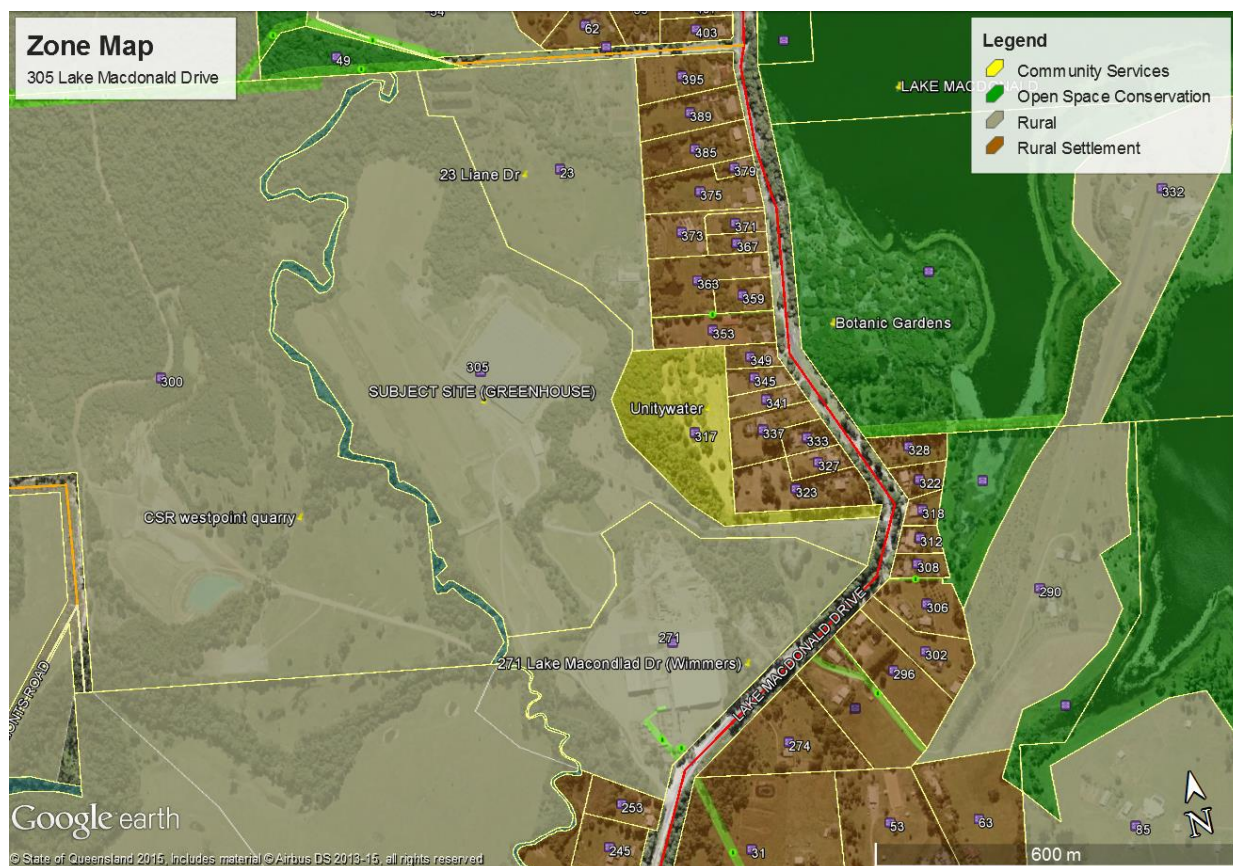 Zone Map
305 Lake Macdonald Drive
Legend
Community Services
Open Space Conservation
Rural
Rural Settlement
62
403
49
395
LAKE MACDONALD
389
385
379
23 Liane Dr
23
375
332
371
373
367
363
359
Botanic Gardens
353
349
305
300
345
SUBJECT SITE (GREENHOUSE)
341
Unitywater
317
337
333
328
327
322
323
318
CSR westpoint quarry
312
308
290
306
271
302
271 Lake Macondlad Dr (Wimmers)
296
LAKE MACDONALD DRIVE
274
253
63
53
85
245
31
Google earth
N
600 m
© State of Queensland 2015, Includes material © Airbus DS 2013-15, all rights reserved